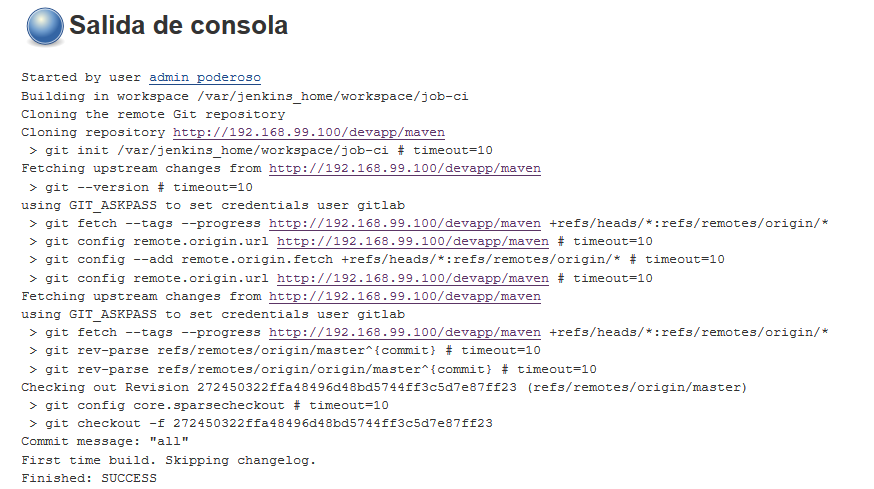 Salida de consola
Started by user admin poderoso
Building in workspace /var/jenkins_home/workspace/job-ci
Cloning the remote Git repository
Cloning repository http://192.168.99.100/devapp/maven
 > git init /var/jenkins_home/workspace/job-ci # timeout=10
Fetching upstream changes from http://192.168.99.100/devapp/maven
 > git --version # timeout=10
using GIT_ASKPASS to set credentials user gitlab
 > git fetch --tags --progress http://192.168.99.100/devapp/maven +refs/heads/*:refs/remotes/origin/*
 > git config remote.origin.url http://192.168.99.100/devapp/maven # timeout=10
 > git config --add remote.origin.fetch +refs/heads/*:refs/remotes/origin/* # timeout=10
 > git config remote.origin.url http://192.168.99.100/devapp/maven # timeout=10
Fetching upstream changes from http://192.168.99.100/devapp/maven
using GIT_ASKPASS to set credentials user gitlab
 > git fetch --tags --progress http://192.168.99.100/devapp/maven +refs/heads/*:refs/remotes/origin/*
 > git rev-parse refs/remotes/origin/master^{commit} # timeout=10
 > git rev-parse refs/remotes/origin/origin/master^{commit} # timeout=10
Checking out Revision 272450322ffa48496d48bd5744ff3c5d7e87ff23 (refs/remotes/origin/master)
 > git config core.sparsecheckout # timeout=10
 > git checkout -f 272450322ffa48496d48bd5744ff3c5d7e87ff23
Commit message: "all"
First time build. Skipping changelog.
Finished: SUCCESS